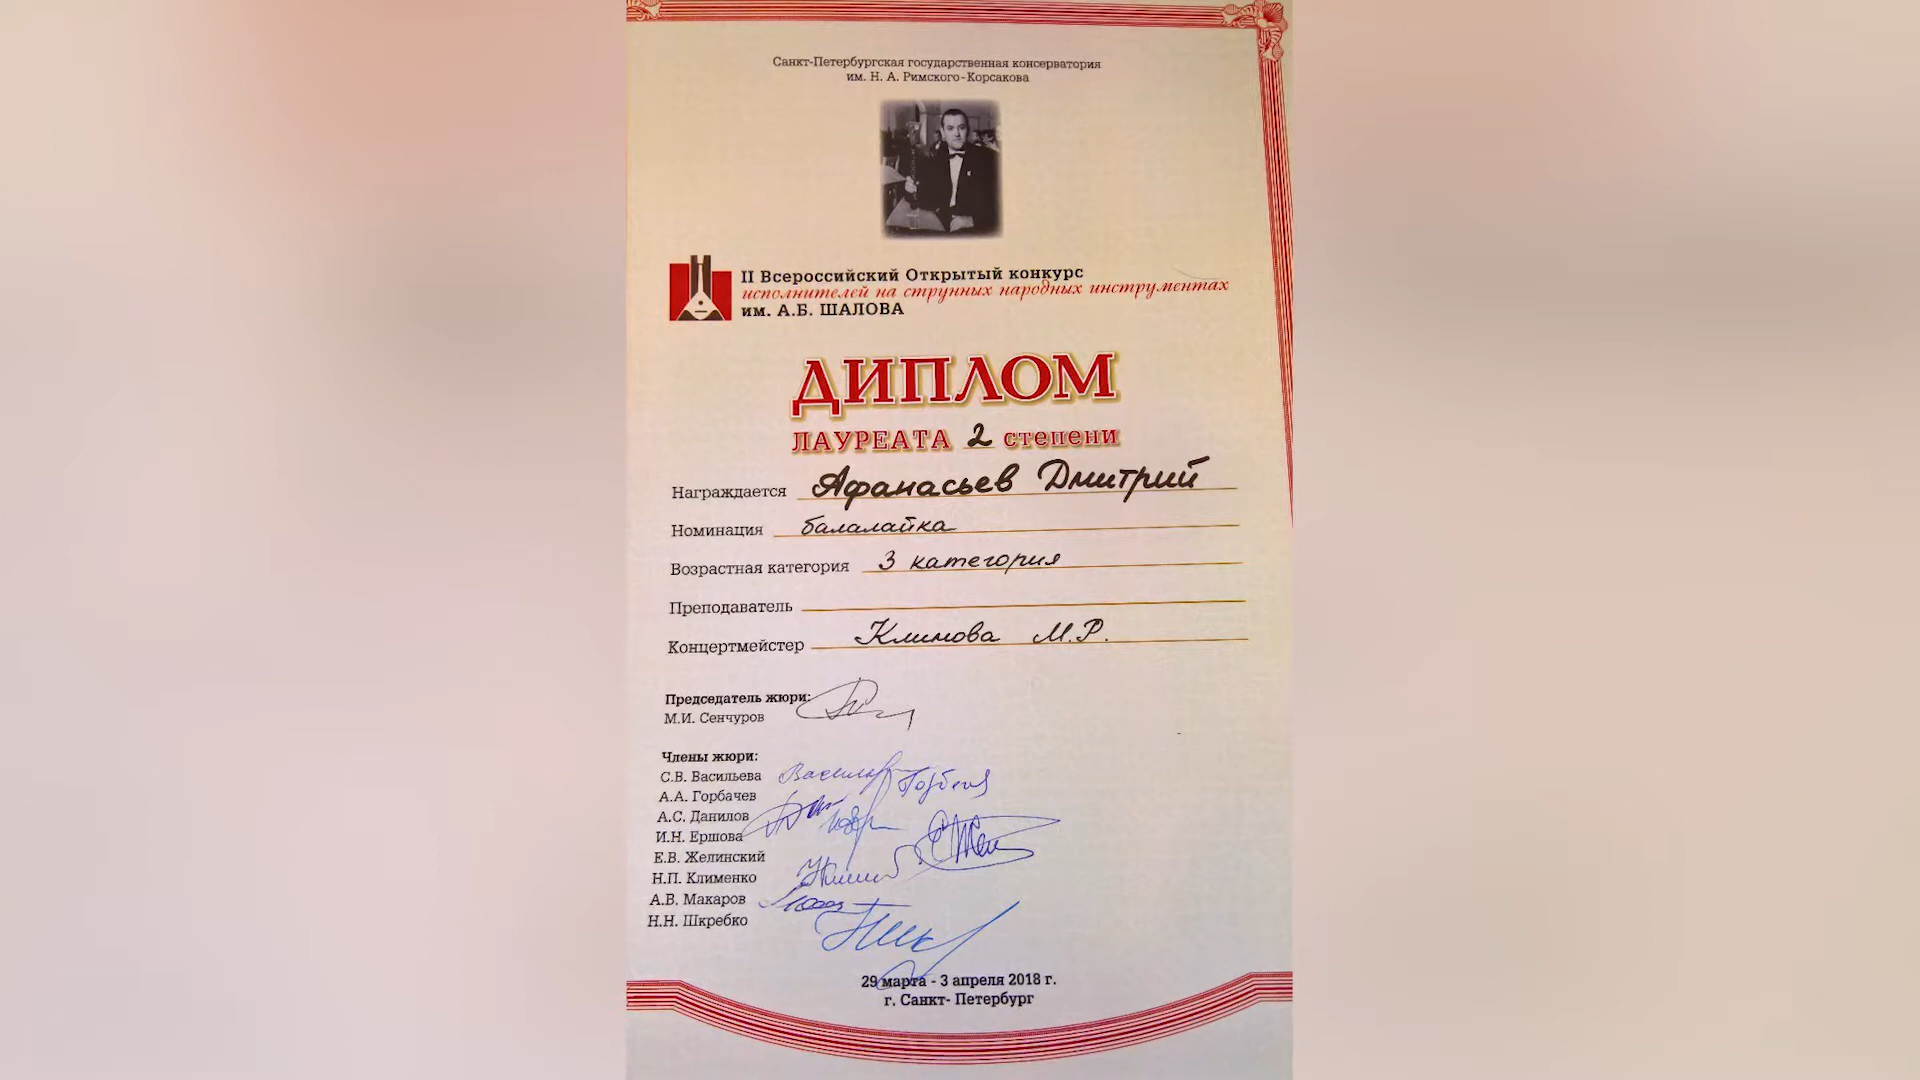 Санкт-Петербургская государственная консерватория
им. Н. А. Римского-Корсакова
II Всероссийский Открытый конкурс
исполнителей на струнных народных инструментах
им. А.Б. ШАЛОВА
ДИПЛОМ
ЛАУРЕАТА 2 СТЕПЕНИ
Награждается Афанасьев Дмитрий
Номинация балалайка
Возрастная категория 3 категория
Преподаватель
Концертмейстер Климова М.Р.
Председатель жюри:
М.И. Сенчуров
Члены жюри:
С.В. Васильева
А.А. Горбачев
А.С. Данилов
И.Н. Ершова
Е.В. Желинский
Н.П. Клименко
А.В. Макаров
Н.Н. Шкребко
29 марта - 3 апреля 2018 г.
г. Санкт- Петербург